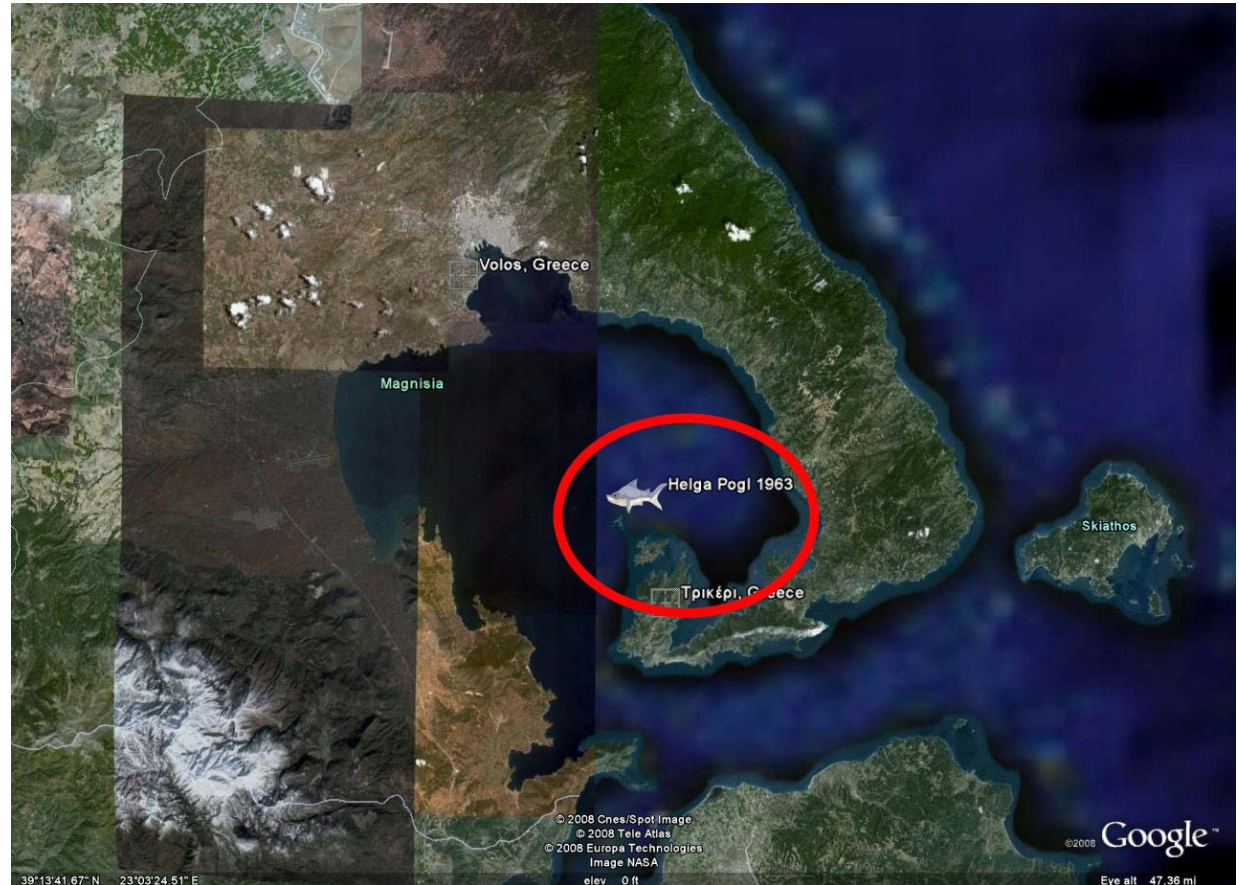 Volos, Greece
Magnisia
Helga Pogl 1963
Skiathos
Τρικέρι, Greece
© 2008 Cnes/Spot Image
© 2008 Tele Atlas
© 2008 Europa Technologies
Image NASA
©2008 Google™
39°13'41.67" N 23°03'24.51" E elev 0 ft Eye alt 47.36 mi